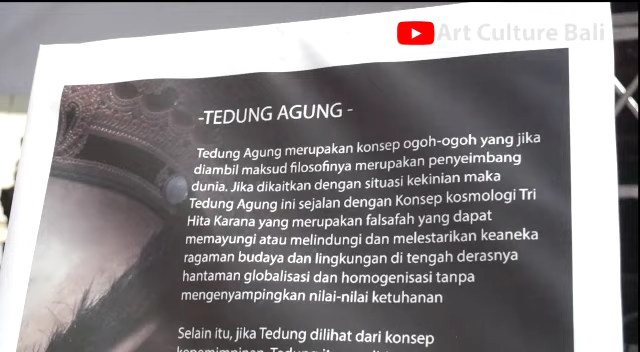 Art Culture Bali
-TEDUNG AGUNG -
Tedung Agung merupakan konsep ogoh-ogoh yang jika
diambil maksud filosofinya merupakan penyeimbang
dunia. Jika dikaitkan dengan situasi kekinian maka
Tedung Agung ini sejalan dengan Konsep kosmologi Tri
Hita Karana yang merupakan falsafah yang dapat
memayungi atau melindungi dan melestarikan keaneka
ragaman budaya dan lingkungan di tengah derasnya
hantaman globalisasi dan homogenisasi tanpa
mengenyampingkan nilai-nilai ketuhanan
Selain itu, jika Tedung dilihat dari konsep